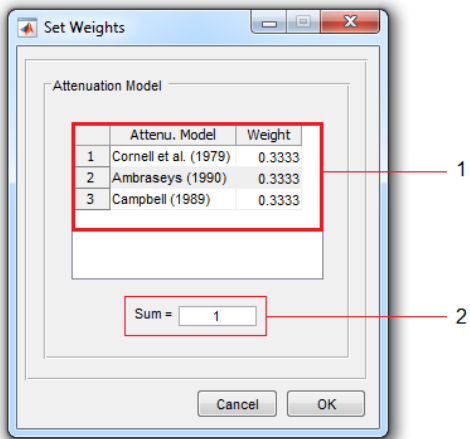 Set Weights
Attenuation Model
Attenu. Model Weight
1 Cornell et al. (1979) 0.3333
2 Ambraseys (1990) 0.3333
3 Campbell (1989) 0.3333
1
Sum = 1
2
Cancel OK